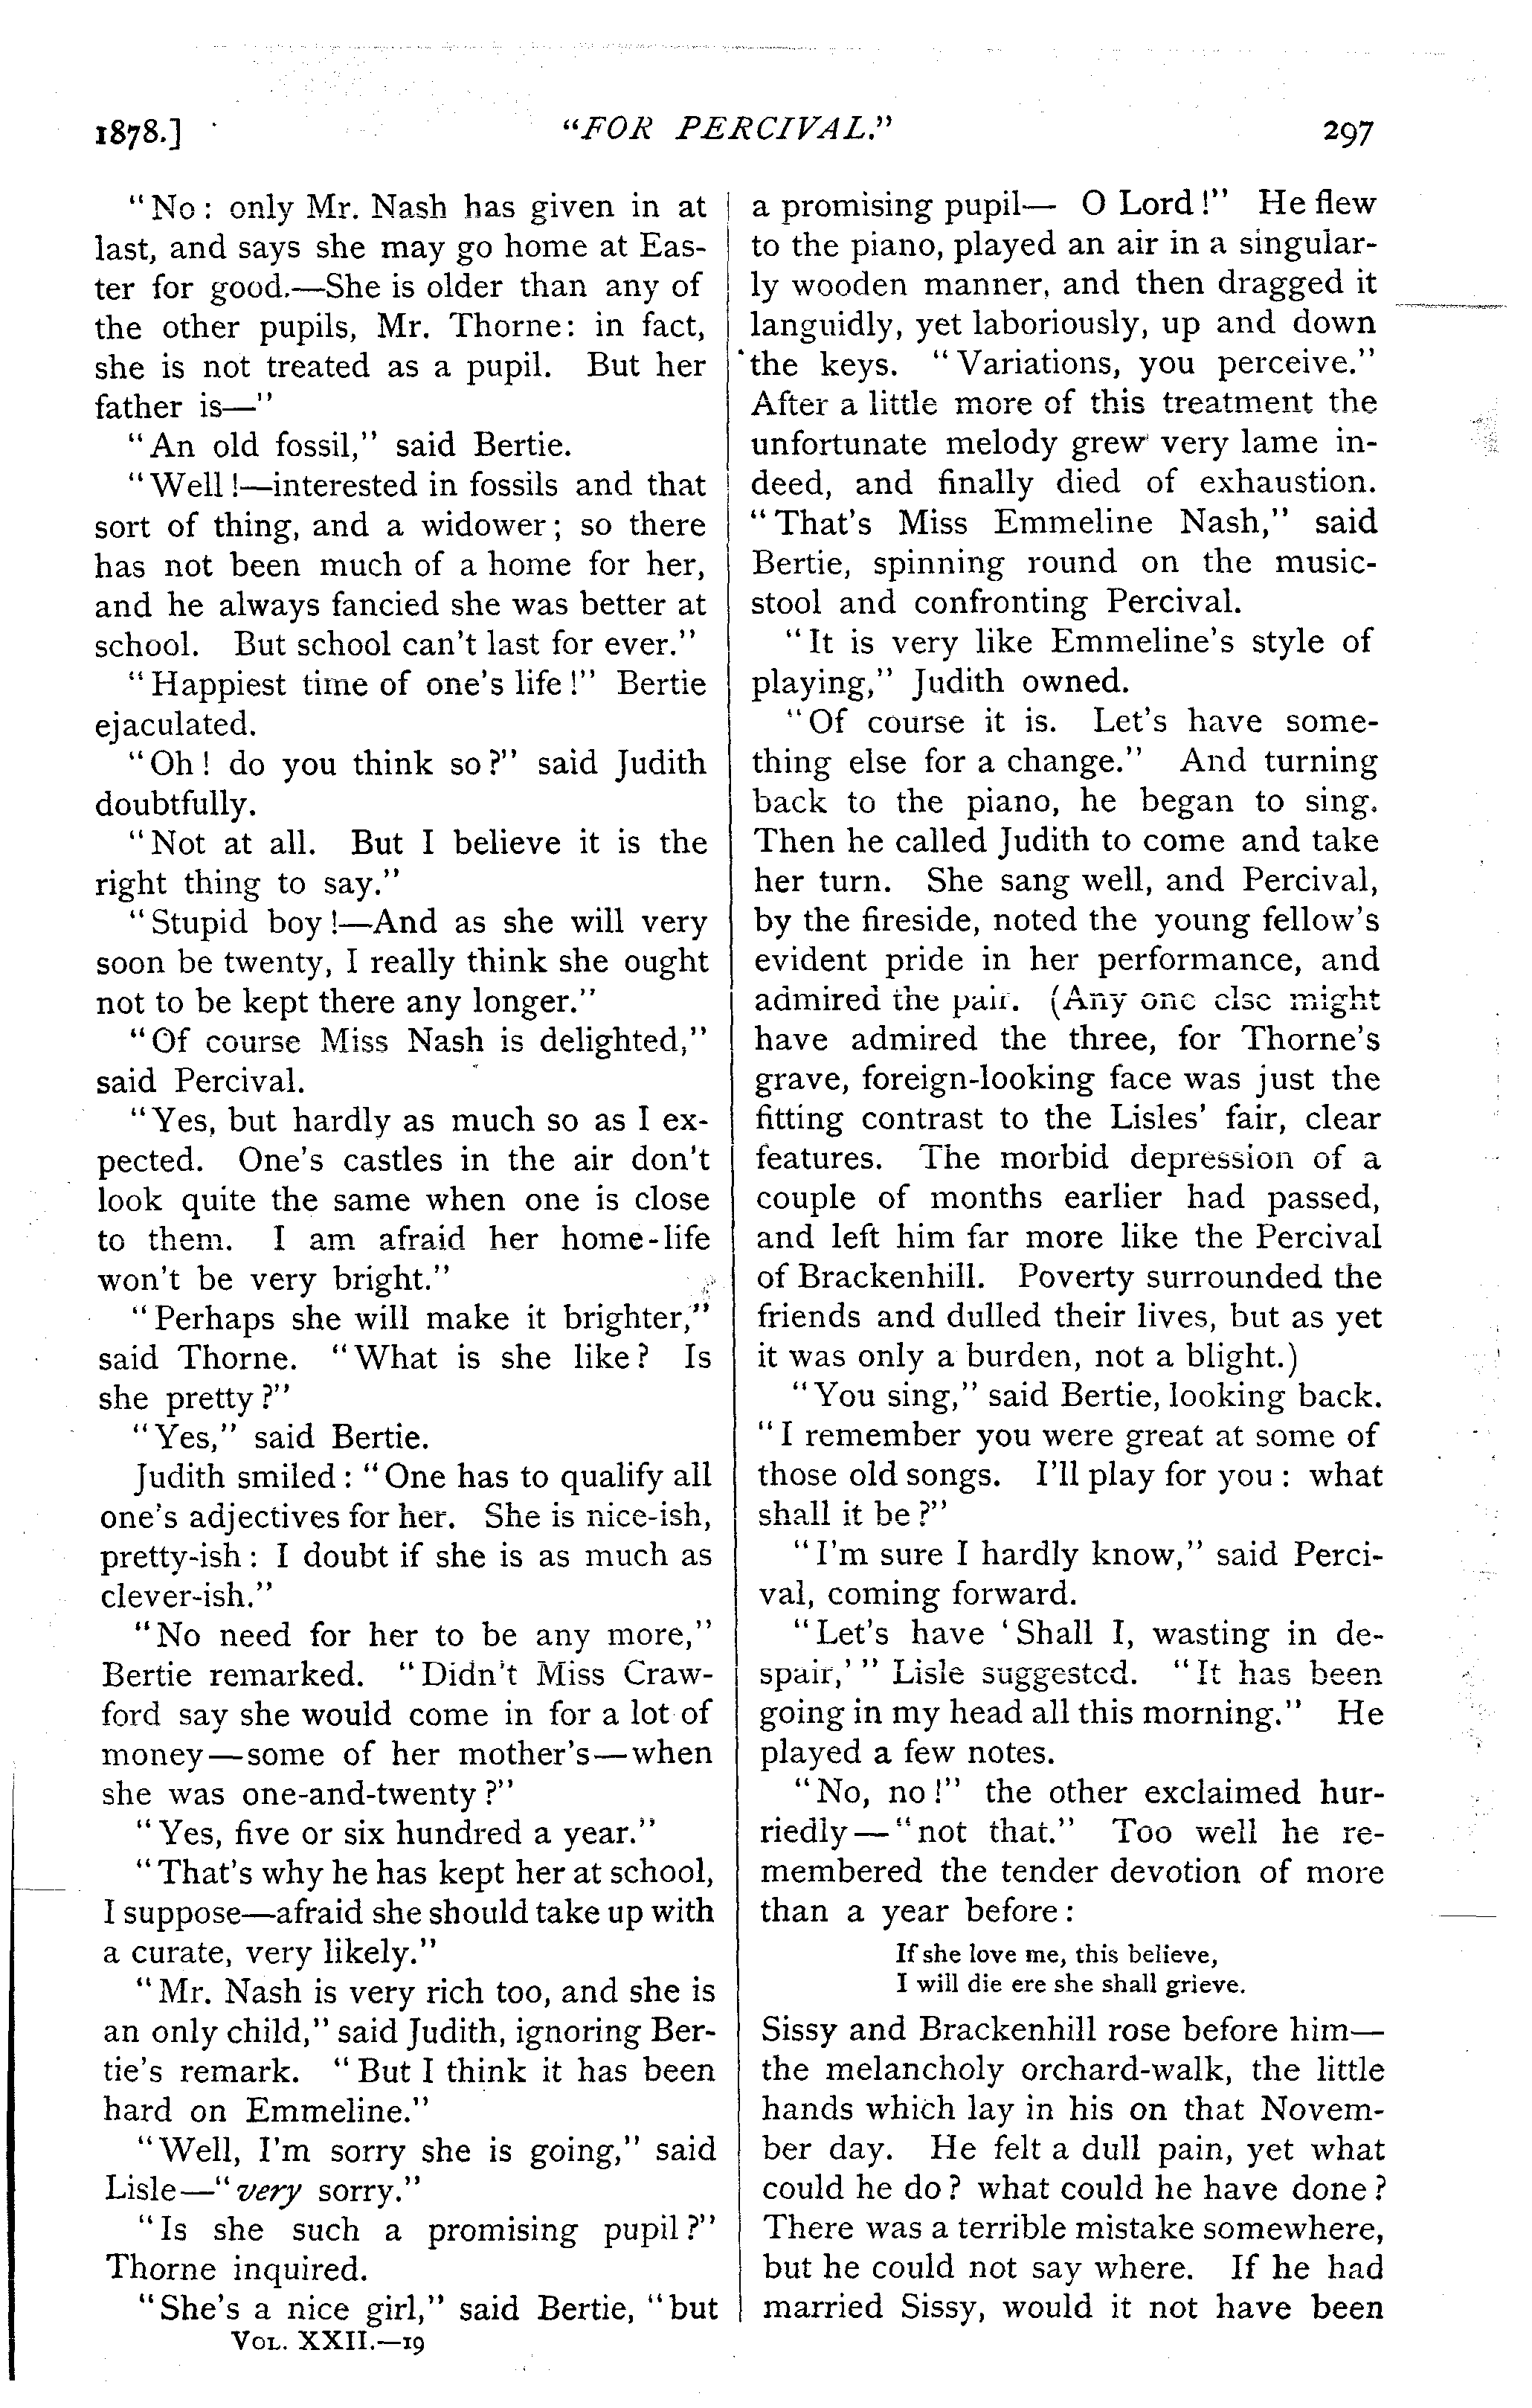 1878.]
"FOR PERCIVAL."
297
"No: only Mr. Nash has given in at
last, and says she may go home at Eas-
ter for good.—She is older than any of
the other pupils, Mr. Thorne: in fact,
she is not treated as a pupil. But her
father is—"
"An old fossil," said Bertie.
"Well!—interested in fossils and that
sort of thing, and a widower; so there
has not been much of a home for her,
and he always fancied she was better at
school. But school can't last for ever."
"Happiest time of one's life!" Bertie
ejaculated.
"Oh! do you think so?" said Judith
doubtfully.
"Not at all. But I believe it is the
right thing to say."
"Stupid boy!—And as she will very
soon be twenty, I really think she ought
not to be kept there any longer."
"Of course Miss Nash is delighted,"
said Percival.
"Yes, but hardly as much so as I ex-
pected. One's castles in the air don't
look quite the same when one is close
to them. I am afraid her home-life
won't be very bright."
"Perhaps she will make it brighter,"
said Thorne. "What is she like? Is
she pretty?"
"Yes," said Bertie.
Judith smiled: "One has to qualify all
one's adjectives for her. She is nice-ish,
pretty-ish: I doubt if she is as much as
clever-ish."
"No need for her to be any more,"
Bertie remarked. "Didn't Miss Craw-
ford say she would come in for a lot of
money—some of her mother's—when
she was one-and-twenty?"
"Yes, five or six hundred a year."
"That's why he has kept her at school,
I suppose—afraid she should take up with
a curate, very likely."
"Mr. Nash is very rich too, and she is
an only child," said Judith, ignoring Ber-
tie's remark. "But I think it has been
hard on Emmeline."
"Well, I'm sorry she is going," said
Lisle—"very sorry."
"Is she such a promising pupil?"
Thorne inquired.
"She's a nice girl," said Bertie, "but
VOL. XXII.—19
a promising pupil— O Lord!" He flew
to the piano, played an air in a singular-
ly wooden manner, and then dragged it
languidly, yet laboriously, up and down
the keys. "Variations, you perceive."
After a little more of this treatment the
unfortunate melody grew very lame in-
deed, and finally died of exhaustion.
"That's Miss Emmeline Nash," said
Bertie, spinning round on the music-
stool and confronting Percival.
"It is very like Emmeline's style of
playing," Judith owned.
"Of course it is. Let's have some-
thing else for a change." And turning
back to the piano, he began to sing.
Then he called Judith to come and take
her turn. She sang well, and Percival,
by the fireside, noted the young fellow's
evident pride in her performance, and
admired the pair. (Any one else might
have admired the three, for Thorne's
grave, foreign-looking face was just the
fitting contrast to the Lisles' fair, clear
features. The morbid depression of a
couple of months earlier had passed,
and left him far more like the Percival
of Brackenhill. Poverty surrounded the
friends and dulled their lives, but as yet
it was only a burden, not a blight.)
"You sing," said Bertie, looking back.
"I remember you were great at some of
those old songs. I'll play for you: what
shall it be?"
"I'm sure I hardly know," said Perci-
val, coming forward.
"Let's have 'Shall I, wasting in de-
spair,'" Lisle suggested. "It has been
going in my head all this morning." He
played a few notes.
"No, no!" the other exclaimed hur-
riedly—"not that." Too well he re-
membered the tender devotion of more
than a year before:
If she love me, this believe,
I will die ere she shall grieve.
Sissy and Brackenhill rose before him—
the melancholy orchard-walk, the little
hands which lay in his on that Novem-
ber day. He felt a dull pain, yet what
could he do? what could he have done?
There was a terrible mistake somewhere,
but he could not say where. If he had
married Sissy, would it not have been